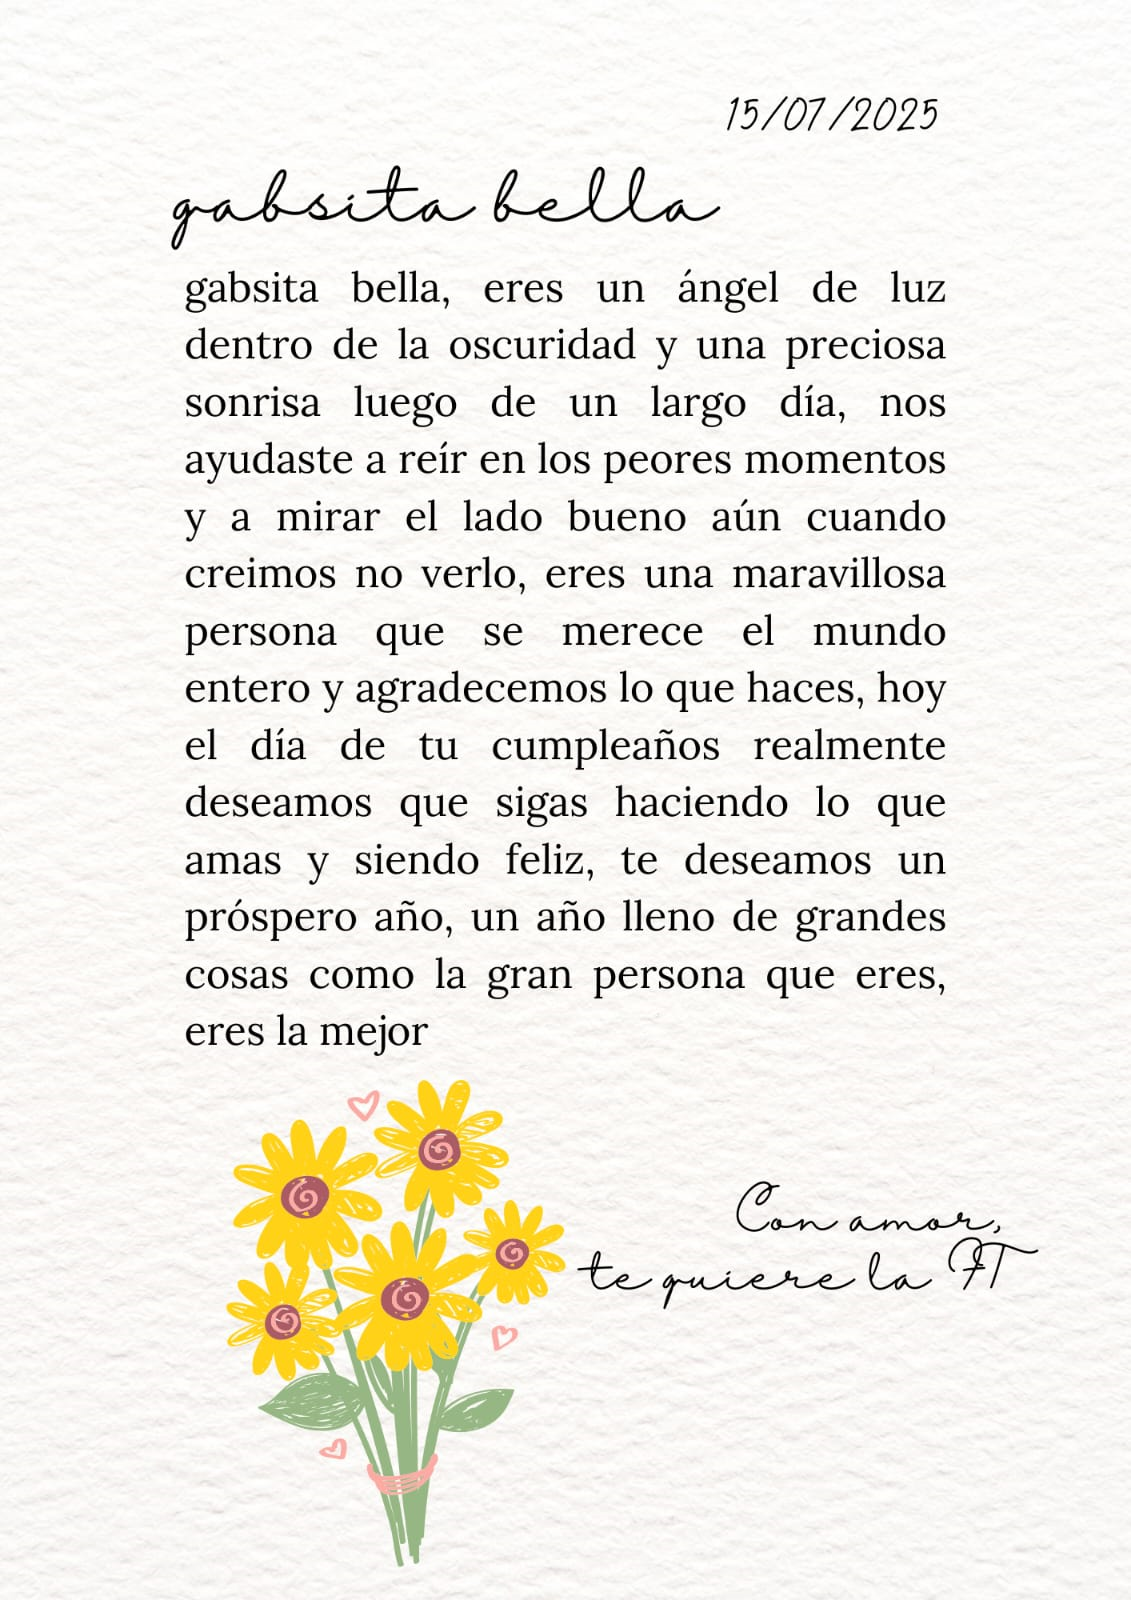 15/07/2025
gabsita bella
gabsita bella, eres un ángel de luz
dentro de la oscuridad y una preciosa
sonrisa luego de un largo día, nos
ayudaste a reír en los peores momentos
y a mirar el lado bueno aún cuando
creimos no verlo, eres una maravillosa
persona que se merece el mundo
entero y agradecemos lo que haces, hoy
el día de tu cumpleaños realmente
deseamos que sigas haciendo lo que
amas y siendo feliz, te deseamos un
próspero año, un año lleno de grandes
cosas como la gran persona que eres,
eres la mejor
Con amor,
te quiere la FT